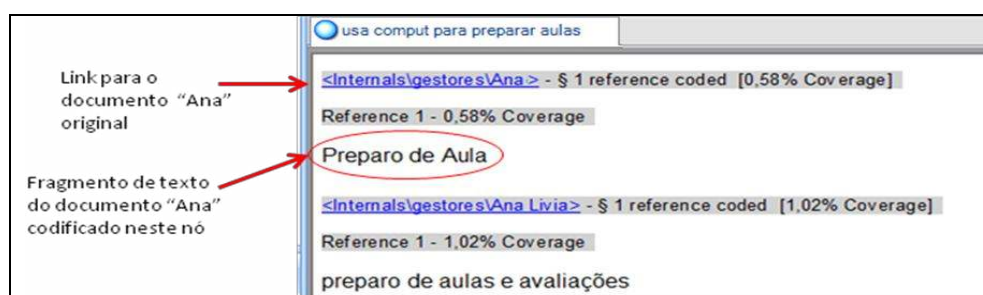 usa comput para preparar aulas
Link para o
documento “Ana”
original
<Internals\gestores\Ana> - § 1 reference coded [0,58% Coverage]
Reference 1 - 0,58% Coverage
Preparo de Aula
Fragmento de texto
do documento “Ana”
codificado neste nó
<Internals\gestores\Ana Livia> - § 1 reference coded [1,02% Coverage]
Reference 1 - 1,02% Coverage
preparo de aulas e avaliações